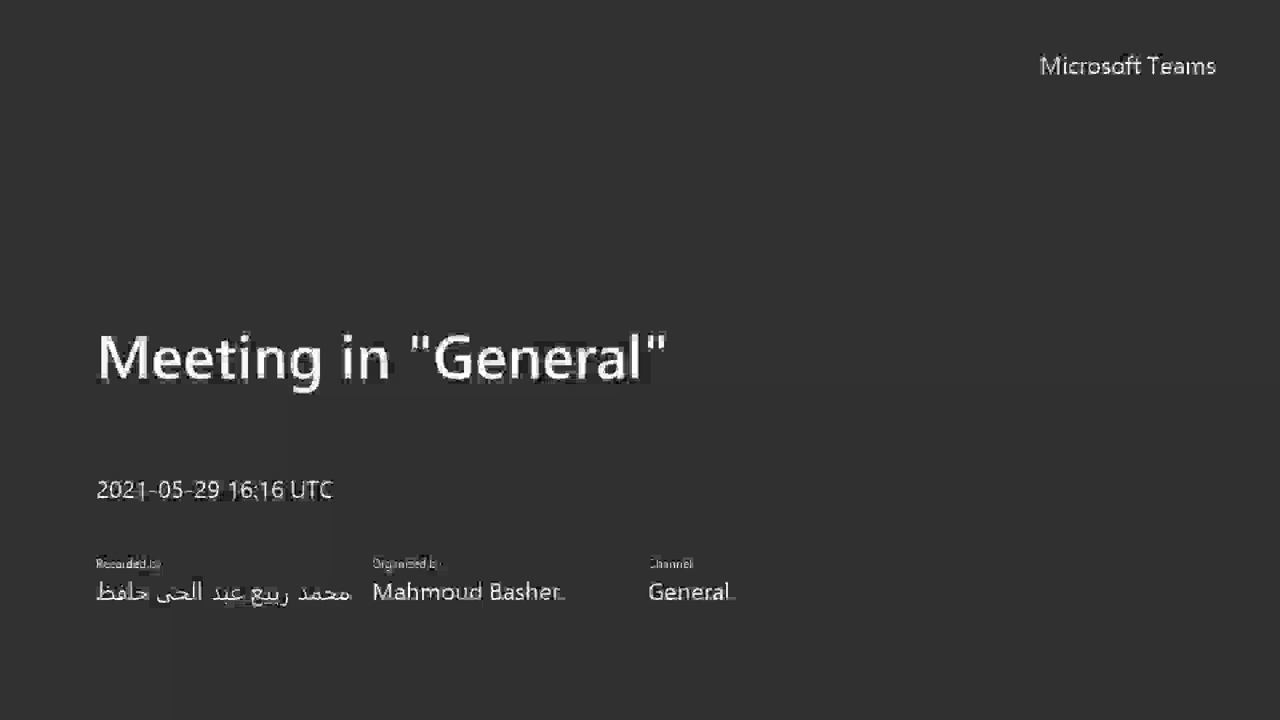 Microsoft Teams
Meeting in "General"
2021-05-29 16:16 UTC
Recorded by
Organized by
Channel
محمد ربيع عبد الحى حلفظ
Mahmoud Basher
General